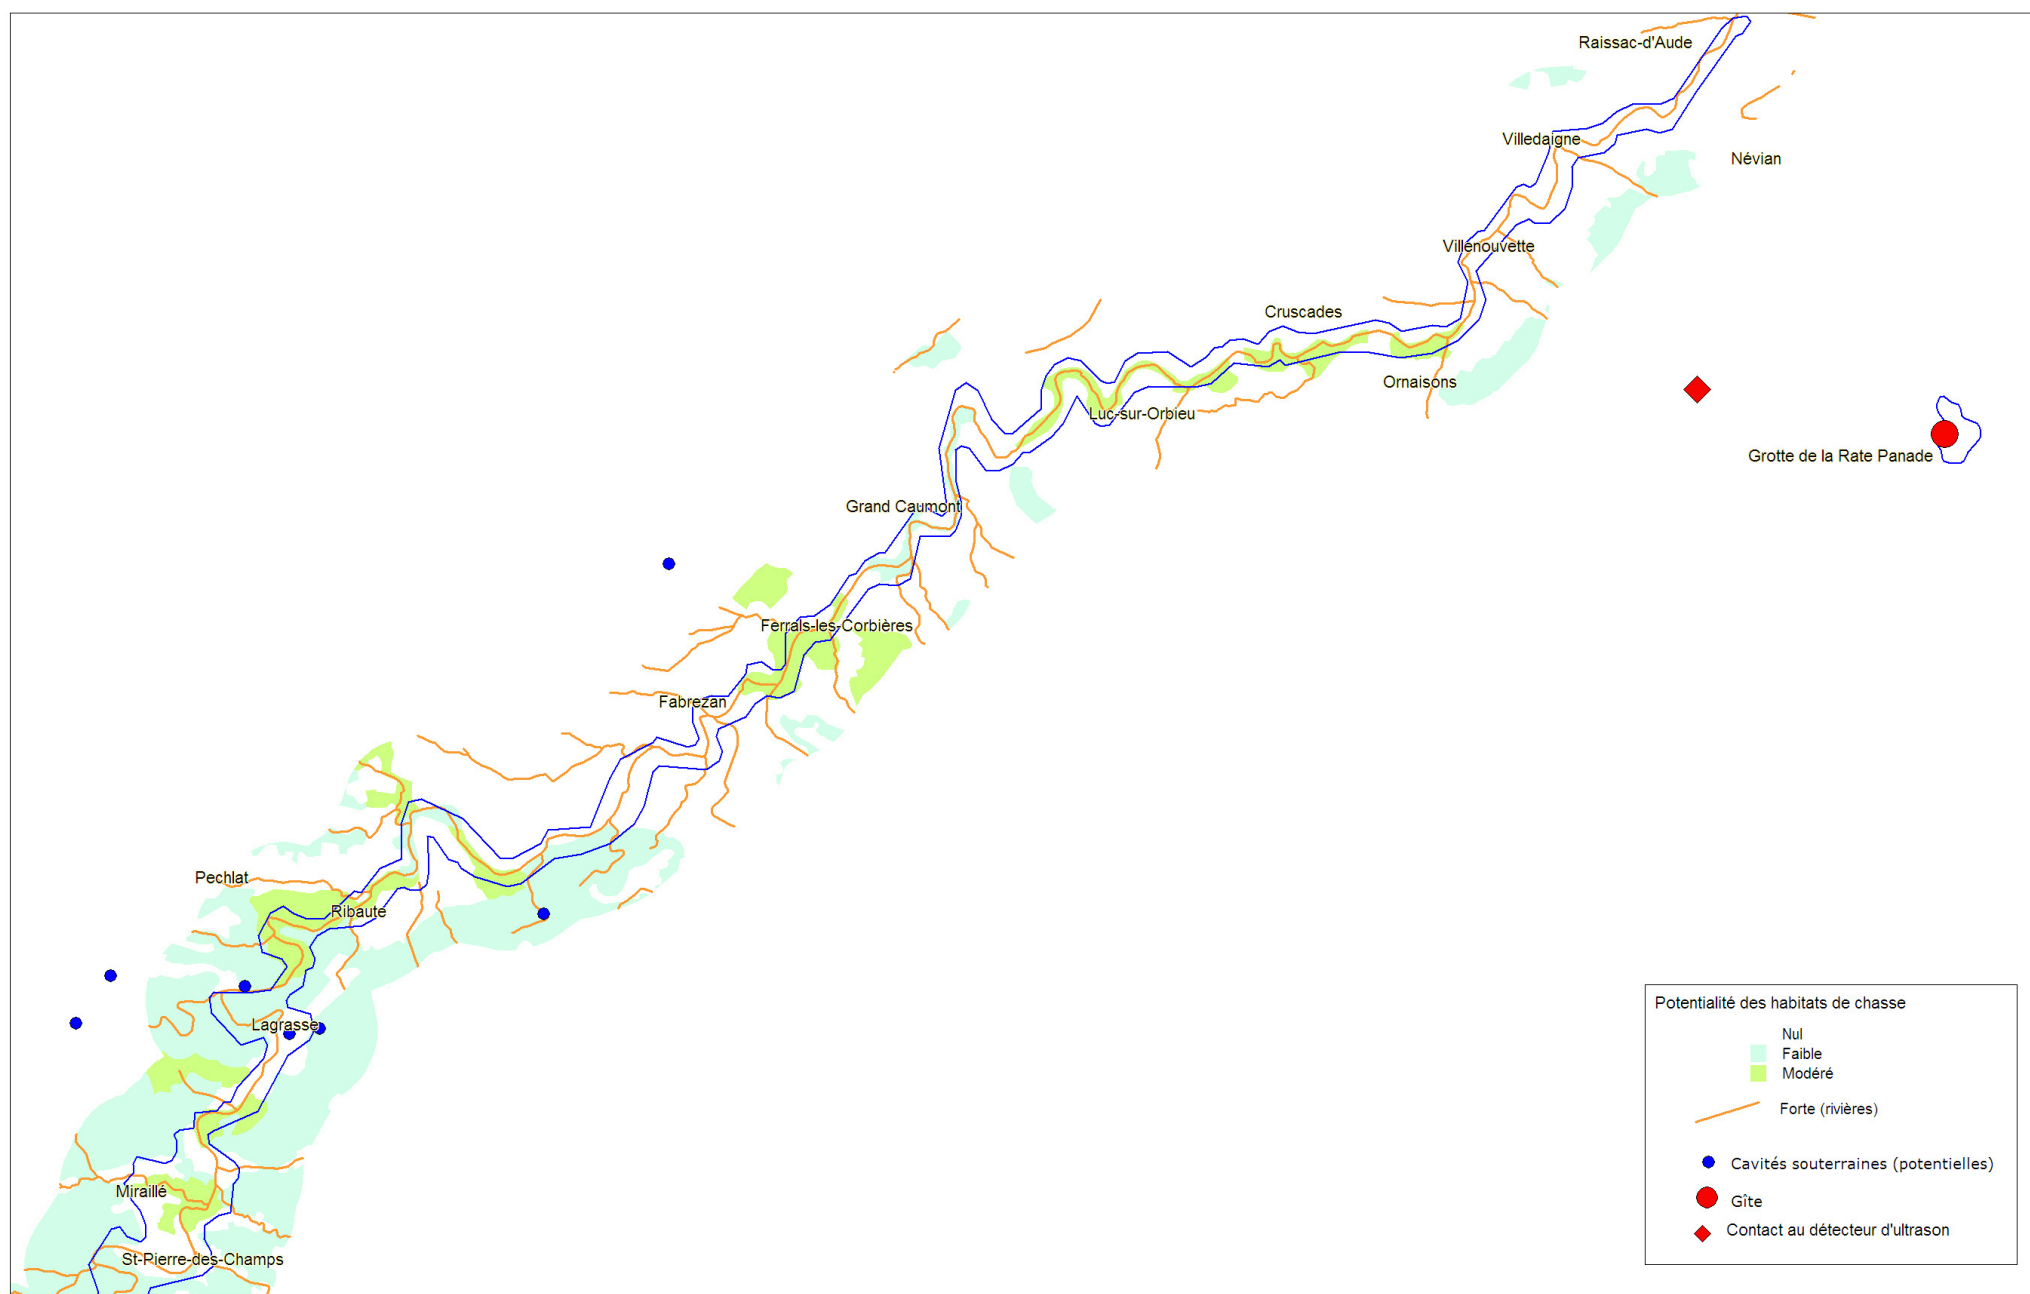 Raissac-d'Aude
Villedaigne
Névian
Villenouvette
Cruscades
Ornaisons
Luc-sur-Orbieu
Grotte de la Rate Panade
Grand Caumont
Ferrals-les-Corbières
Fabrezan
Pechlat
Ribaute
Lagrasse
Miraillé
St-Pierre-des-Champs
Potentialité des habitats de chasse
Nul
Faible
Modéré
Forte (rivières)
Cavités souterraines (potentielles)
Gîte
Contact au détecteur d'ultrason